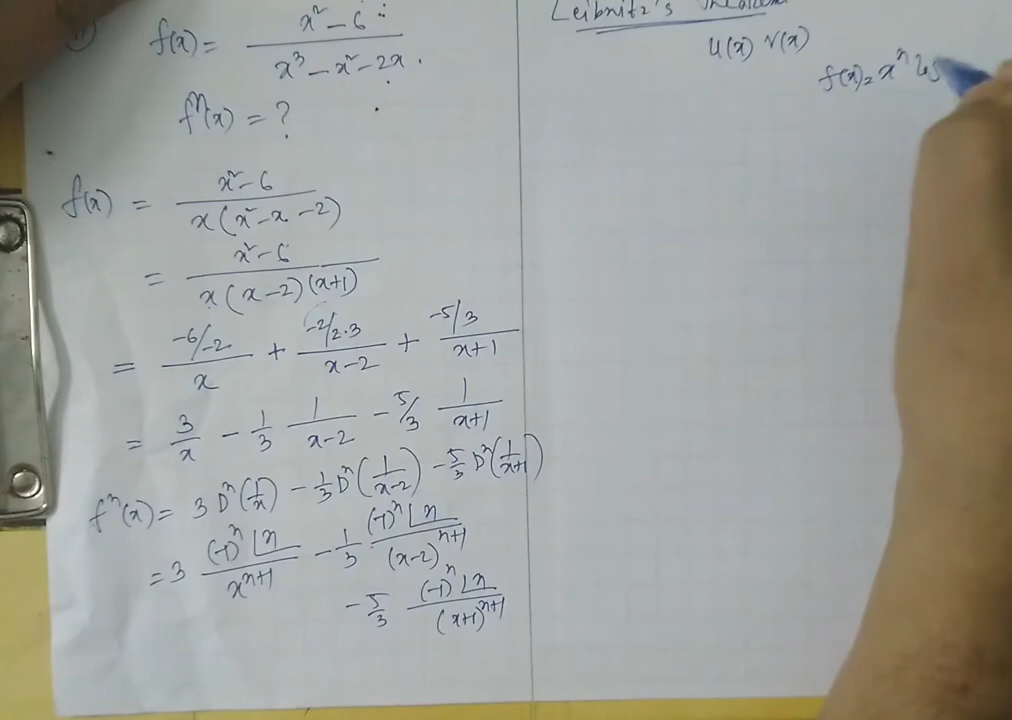 f(x) = x² - 6 / x³ - x² - 2x .
fⁿ(x) = ?
f(x) = x² - 6 / x(x² - x - 2)
= x² - 6 / x(x-2)(x+1)
= -6/-2 / x + -2/2.3 / x-2 + -5/3 / x+1
= 3/x - 1/3 1/x-2 - 5/3 1/x+1
fⁿ(x) = 3 Dⁿ(1/x) - 1/3 Dⁿ(1/x-2) - 5/3 Dⁿ(1/x+1)
= 3 (-1)ⁿ ⌊n / xⁿ⁺¹ - 1/3 (-1)ⁿ ⌊n / (x-2)ⁿ⁺¹
- 5/3 (-1)ⁿ ⌊n / (x+1)ⁿ⁺¹
Leibnitz's Theorem
u(x) v(x)
f(x) = xⁿ